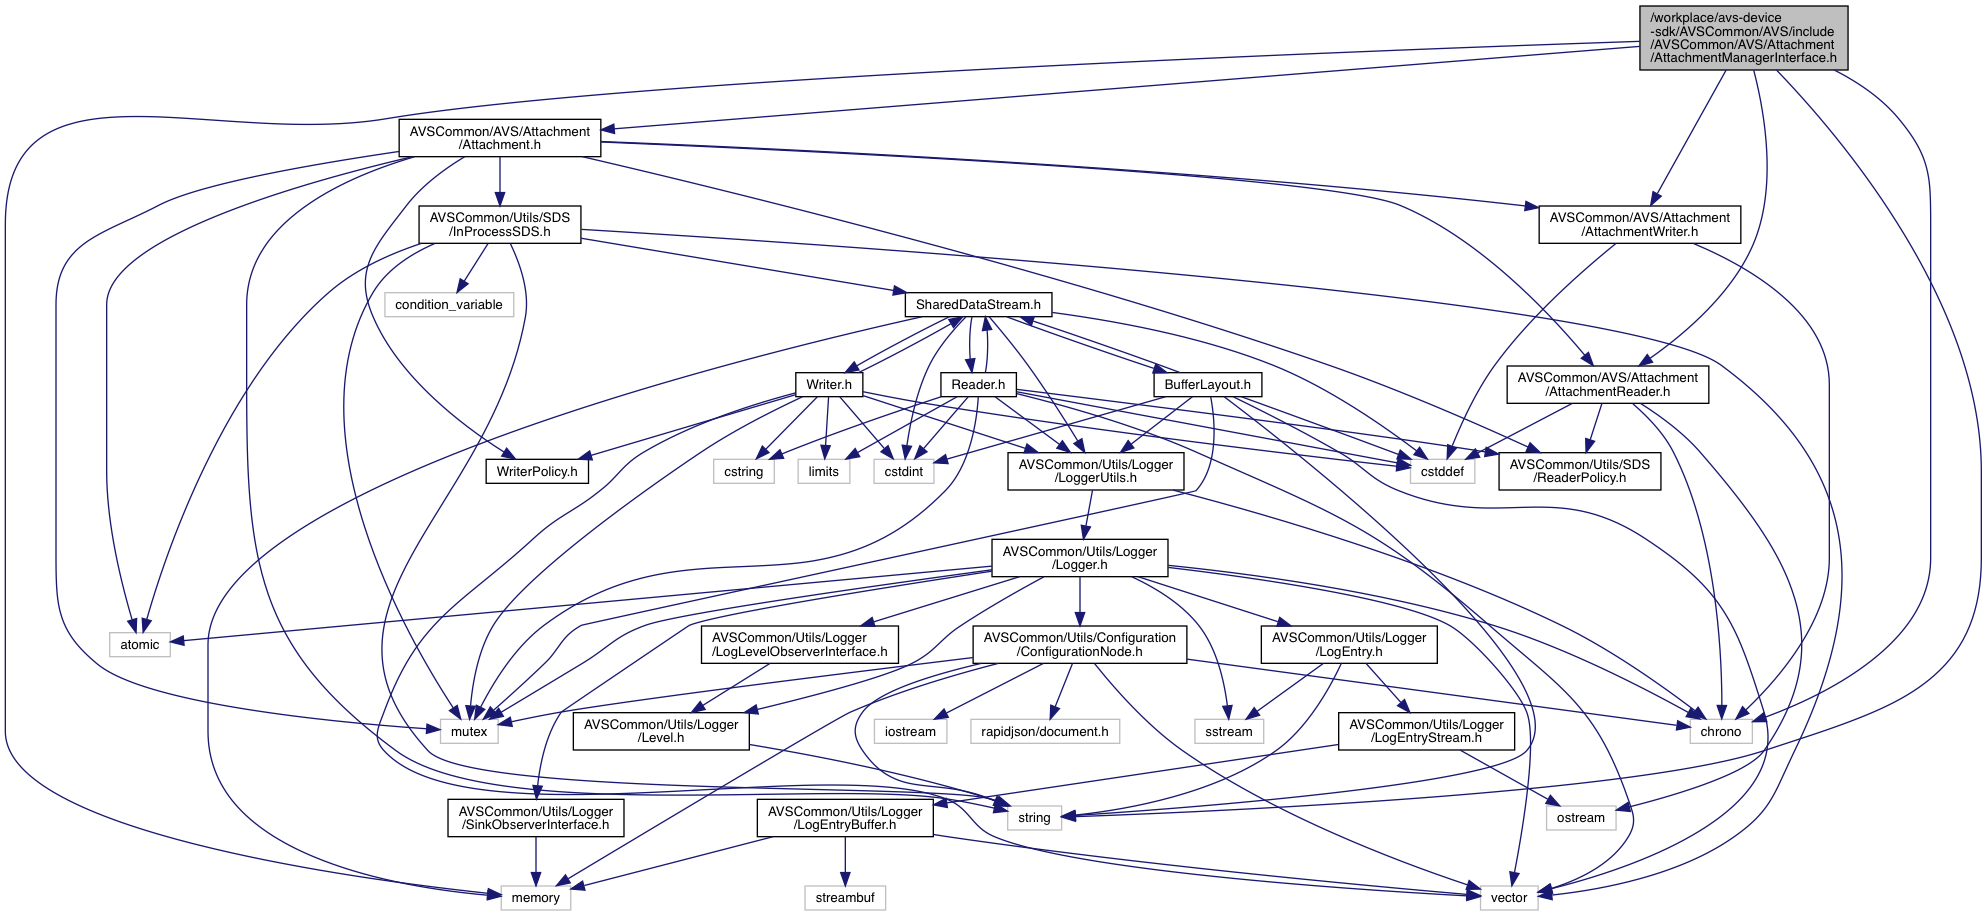 /workplace/avs-device
-sdk/AVSCommon/AVS/include
/AVSCommon/AVS/Attachment
/AttachmentManagerInterface.h
AVSCommon/AVS/Attachment
/Attachment.h
AVSCommon/Utils/SDS
/InProcessSDS.h
AVSCommon/AVS/Attachment
/AttachmentWriter.h
condition_variable
SharedDataStream.h
Writer.h
Reader.h
BufferLayout.h
AVSCommon/AVS/Attachment
/AttachmentReader.h
WriterPolicy.h
cstring
limits
cstdint
AVSCommon/Utils/Logger
/LoggerUtils.h
cstddef
AVSCommon/Utils/SDS
/ReaderPolicy.h
AVSCommon/Utils/Logger
/Logger.h
atomic
AVSCommon/Utils/Logger
/LogLevelObserverInterface.h
AVSCommon/Utils/Configuration
/ConfigurationNode.h
AVSCommon/Utils/Logger
/LogEntry.h
mutex
AVSCommon/Utils/Logger
/Level.h
iostream
rapidjson/document.h
sstream
AVSCommon/Utils/Logger
/LogEntryStream.h
chrono
AVSCommon/Utils/Logger
/SinkObserverInterface.h
AVSCommon/Utils/Logger
/LogEntryBuffer.h
string
ostream
memory
streambuf
vector